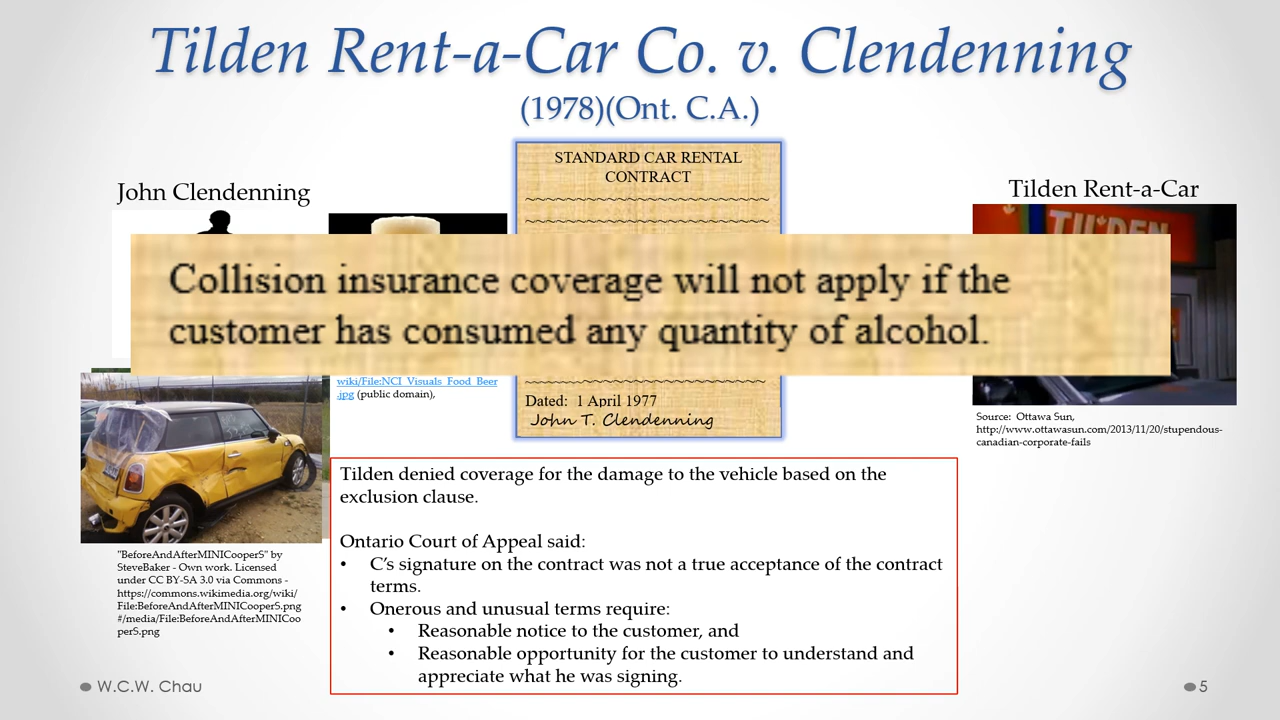 Tilden Rent-a-Car Co. v. Clendenning
(1978)(Ont. C.A.)
STANDARD CAR RENTAL
CONTRACT
John Clendenning
Tilden Rent-a-Car
TILDEN
Collision insurance coverage will not apply if the
customer has consumed any quantity of alcohol.
wiki/File:NCI_Visuals_Food_Beer
.jpg (public domain),
Dated: 1 April 1977
John T. Clendenning
Source: Ottawa Sun,
http://www.ottawasun.com/2013/11/20/stupendous-
canadian-corporate-fails
Tilden denied coverage for the damage to the vehicle based on the
exclusion clause.
Ontario Court of Appeal said:
• C’s signature on the contract was not a true acceptance of the contract
terms.
• Onerous and unusual terms require:
• Reasonable notice to the customer, and
• Reasonable opportunity for the customer to understand and
appreciate what he was signing.
"BeforeAndAfterMINICooperS" by
SteveBaker - Own work. Licensed
under CC BY-SA 3.0 via Commons -
https://commons.wikimedia.org/wiki/
File:BeforeAndAfterMINICooperS.png
#/media/File:BeforeAndAfterMINICoo
perS.png
W.C.W. Chau
5